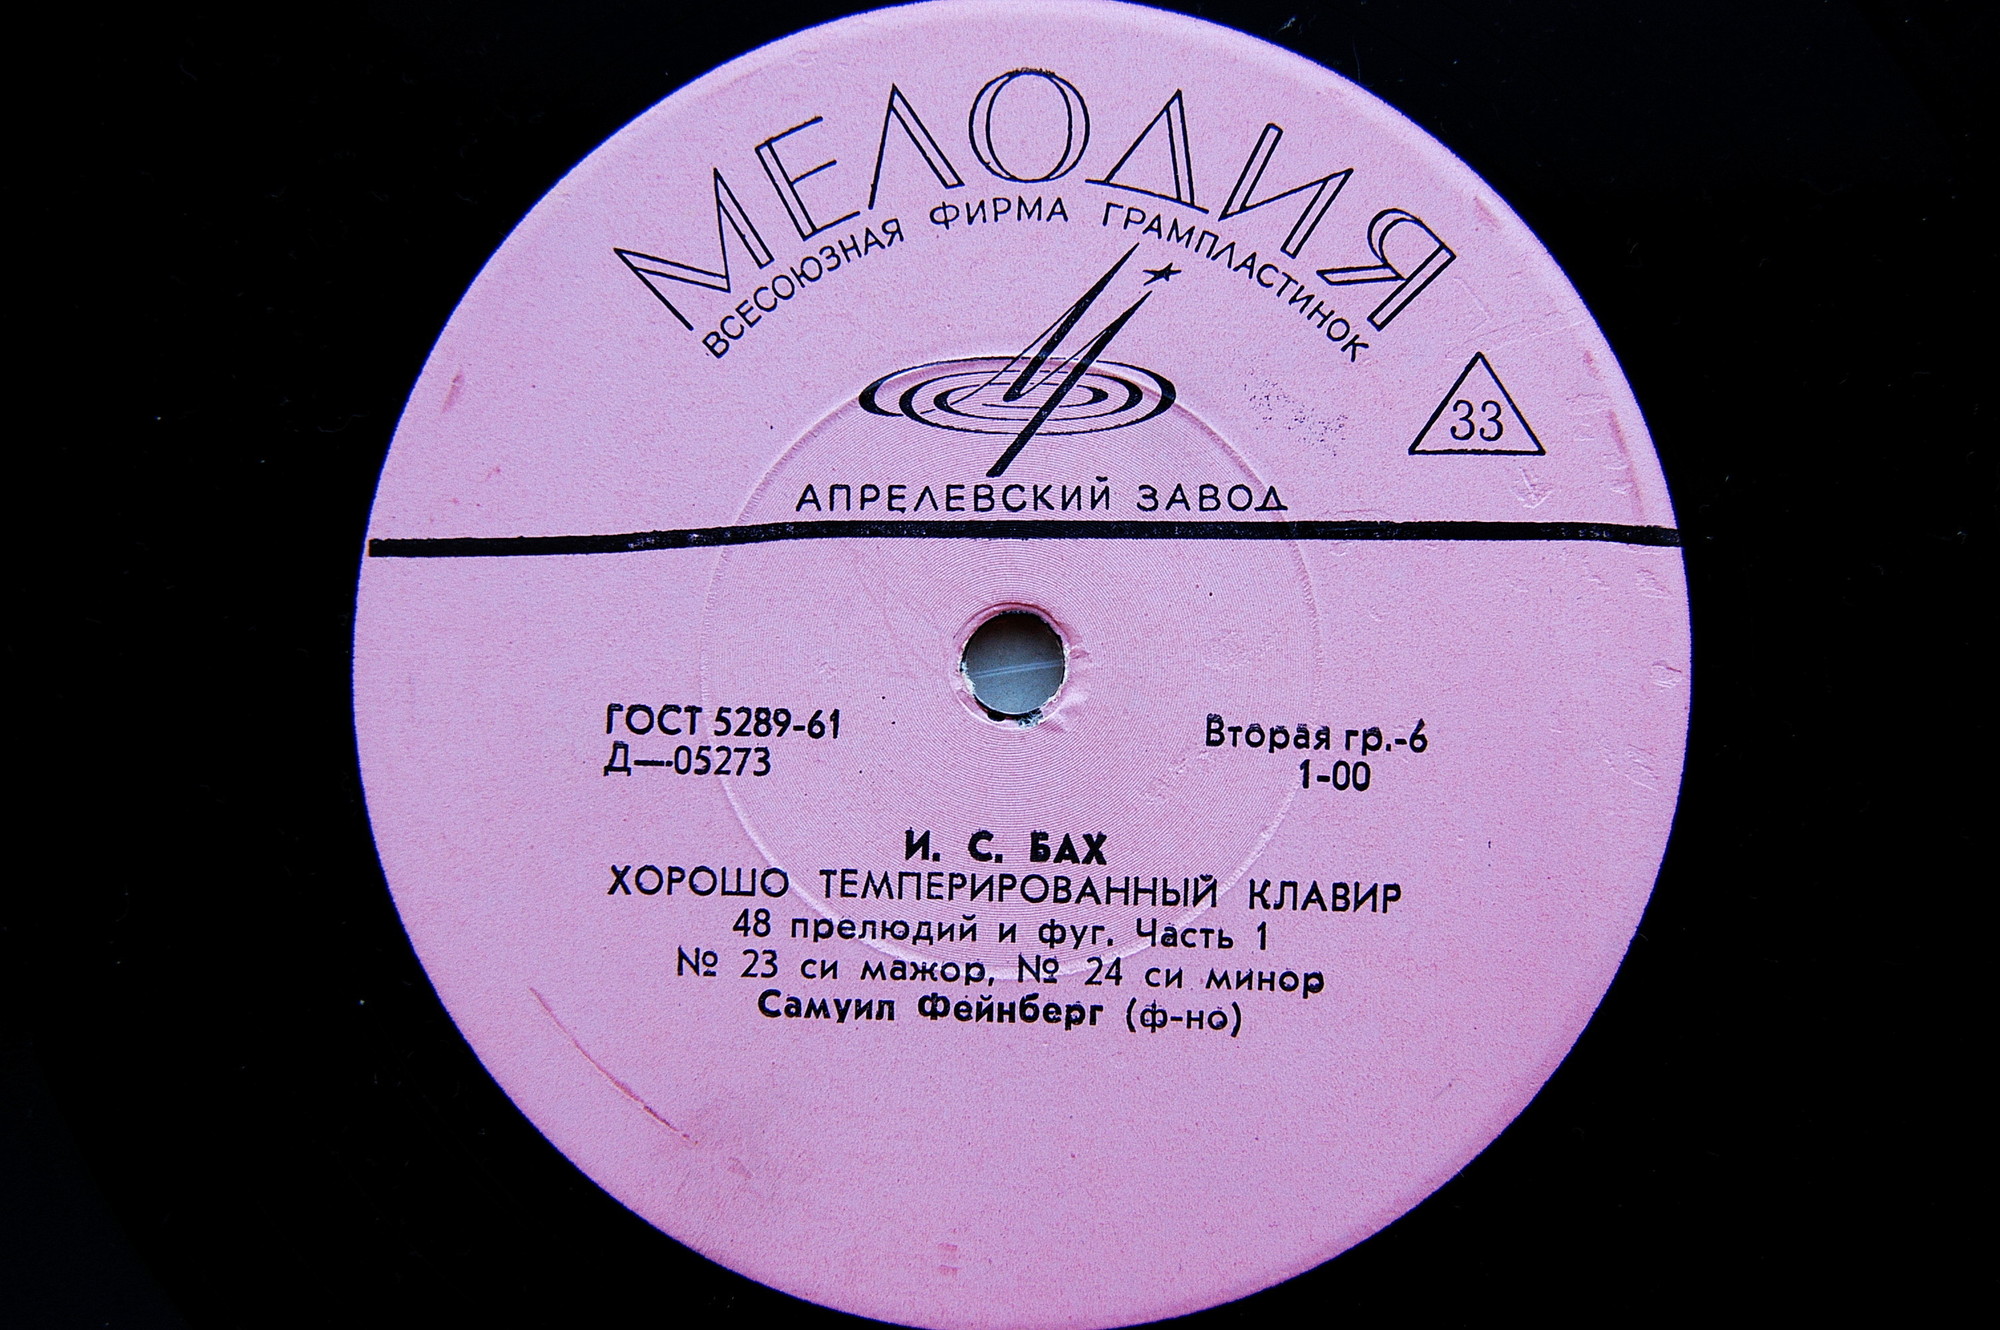 МЕЛОДИЯ
ВСЕСОЮЗНАЯ ФИРМА ГРАМПЛАСТИНОК
33
АПРЕЛЕВСКИЙ ЗАВОД
ГОСТ 5289-61
Д—05273
Вторая гр.-6
1-00
И. С. БАХ
ХОРОШО ТЕМПЕРИРОВАННЫЙ КЛАВИР
48 прелюдий и фуг. Часть 1
№ 23 си мажор, № 24 си минор
Самуил Фейнберг (ф-но)